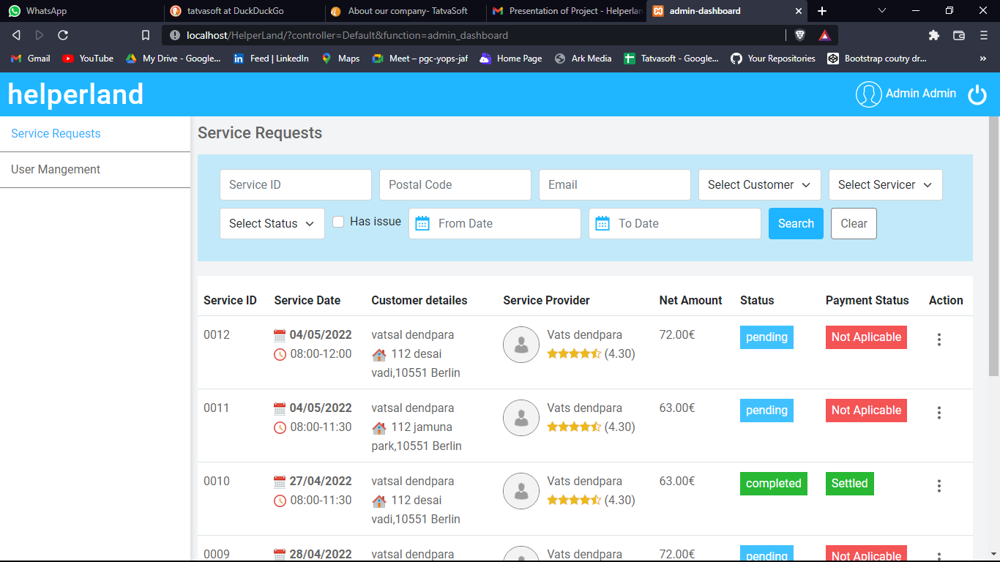 WhatsApp
tatvasoft at DuckDuckGo
About our company- TatvaSoft
Presentation of Project - Helperlan
admin-dashboard
localhost/HelperLand/?controller=Default&function=admin_dashboard
Gmail
YouTube
My Drive - Google...
Feed | LinkedIn
Maps
Meet – pgc-yops-jaf
Home Page
Ark Media
Tatvasoft - Google...
Your Repositories
Bootstrap coutry dr...
helperland
Admin Admin
Service Requests
User Mangement
Service Requests
Service ID
Postal Code
Email
Select Customer
Select Servicer
Select Status
Has issue
From Date
To Date
Search
Clear
Service ID Service Date Customer detailes Service Provider Net Amount Status Payment Status Action
0012 04/05/2022 vatsal dendpara Vats dendpara 72.00€ pending Not Aplicable
08:00-12:00 112 desai (4.30)
vadi,10551 Berlin
0011 04/05/2022 vatsal dendpara Vats dendpara 63.00€ pending Not Aplicable
08:00-11:30 112 jamuna (4.30)
park,10551 Berlin
0010 27/04/2022 vatsal dendpara Vats dendpara 63.00€ completed Settled
08:00-11:30 112 desai (4.30)
vadi,10551 Berlin
0009 28/04/2022 vatsal dendpara Vats dendpara 72.00€ pending Not Aplicable